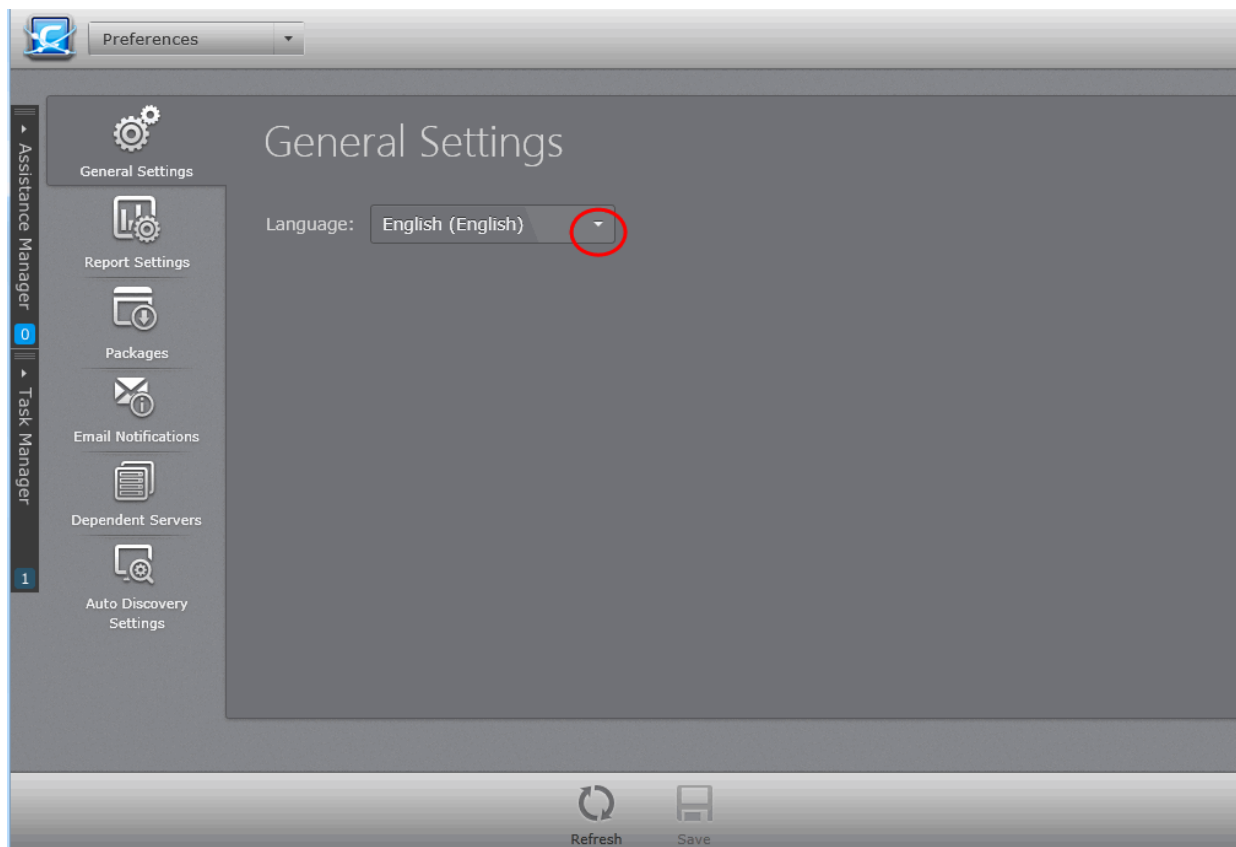 Preferences
Assistance Manager
0
Task Manager
1
General Settings
Report Settings
Packages
Email Notifications
Dependent Servers
Auto Discovery
Settings
General Settings
Language: English (English)
Refresh
Save